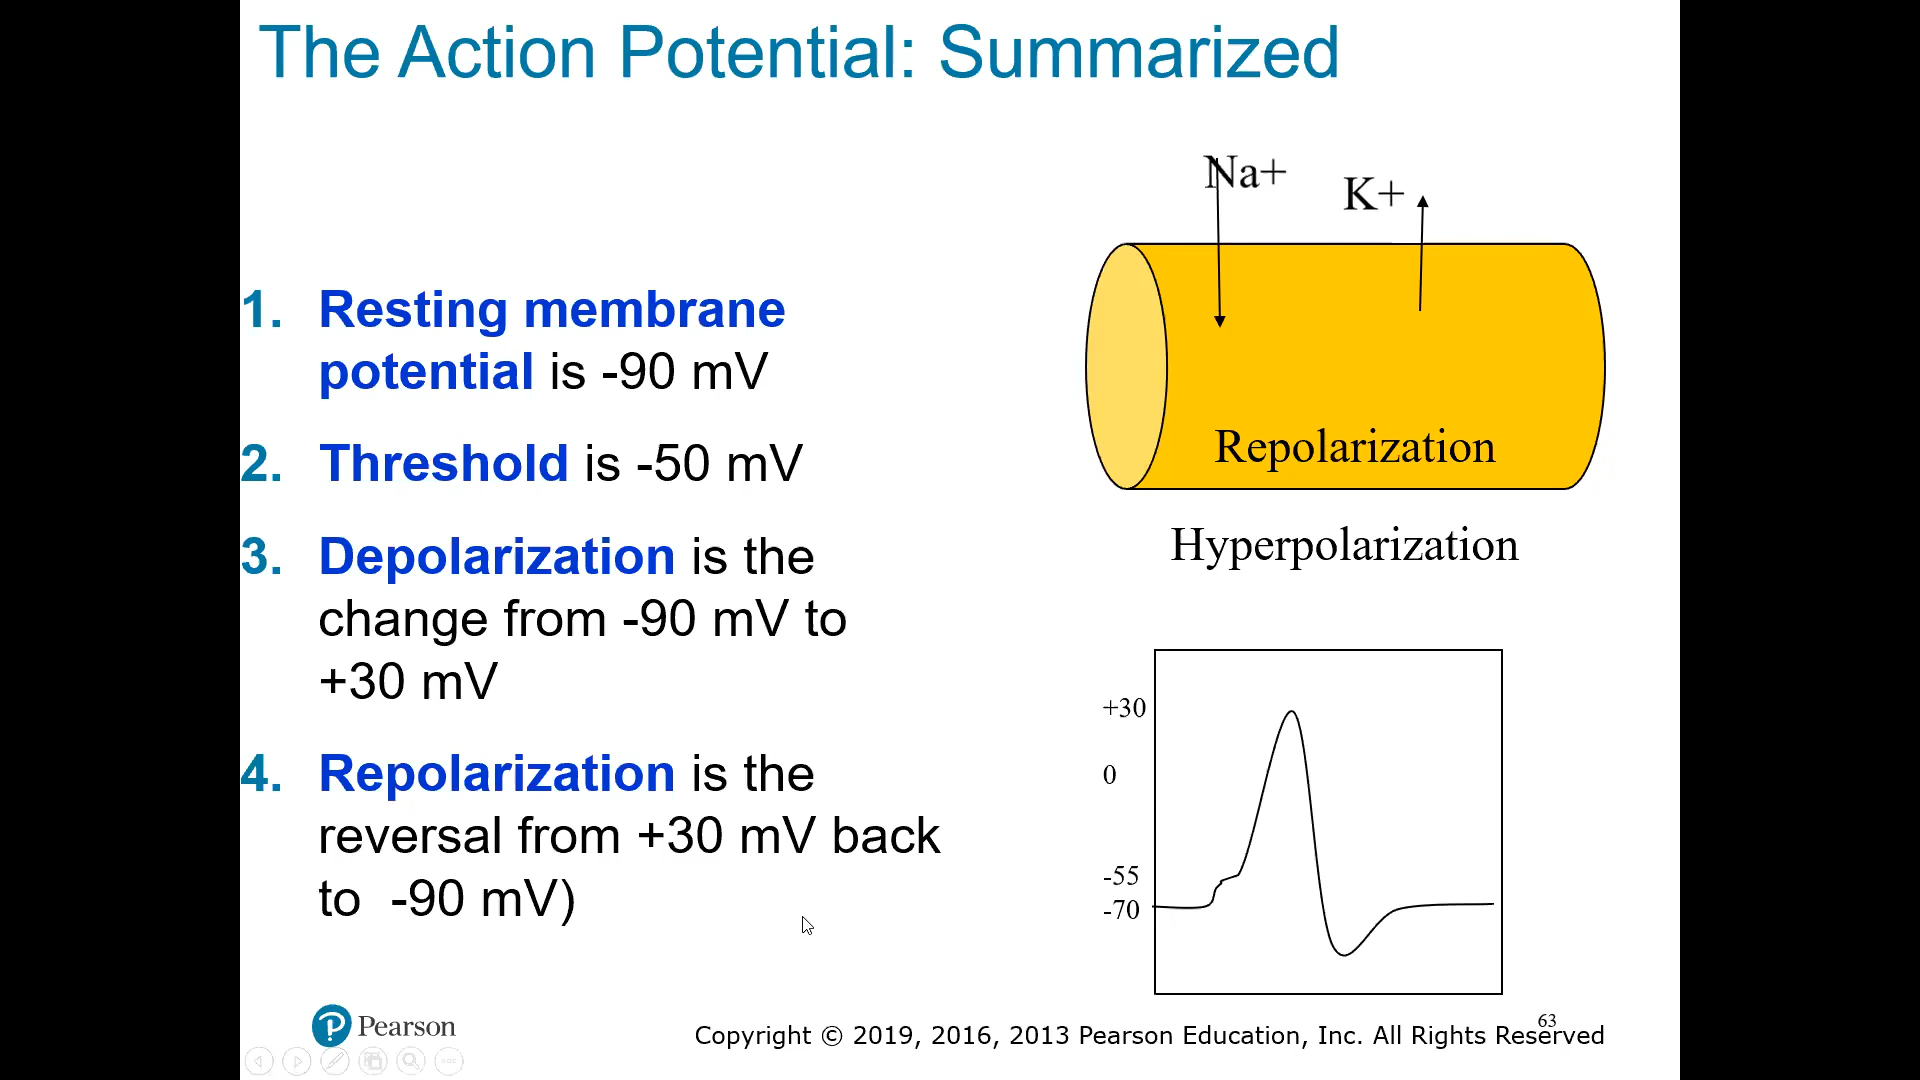 The Action Potential: Summarized
Na+
K+
1. Resting membrane
potential is -90 mV
2. Threshold is -50 mV
3. Depolarization is the
change from -90 mV to
+30 mV
4. Repolarization is the
reversal from +30 mV back
to -90 mV)
Repolarization
Hyperpolarization
+30
0
-55
-70
Pearson
Copyright © 2019, 2016, 2013 Pearson Education, Inc. All Rights Reserved
63